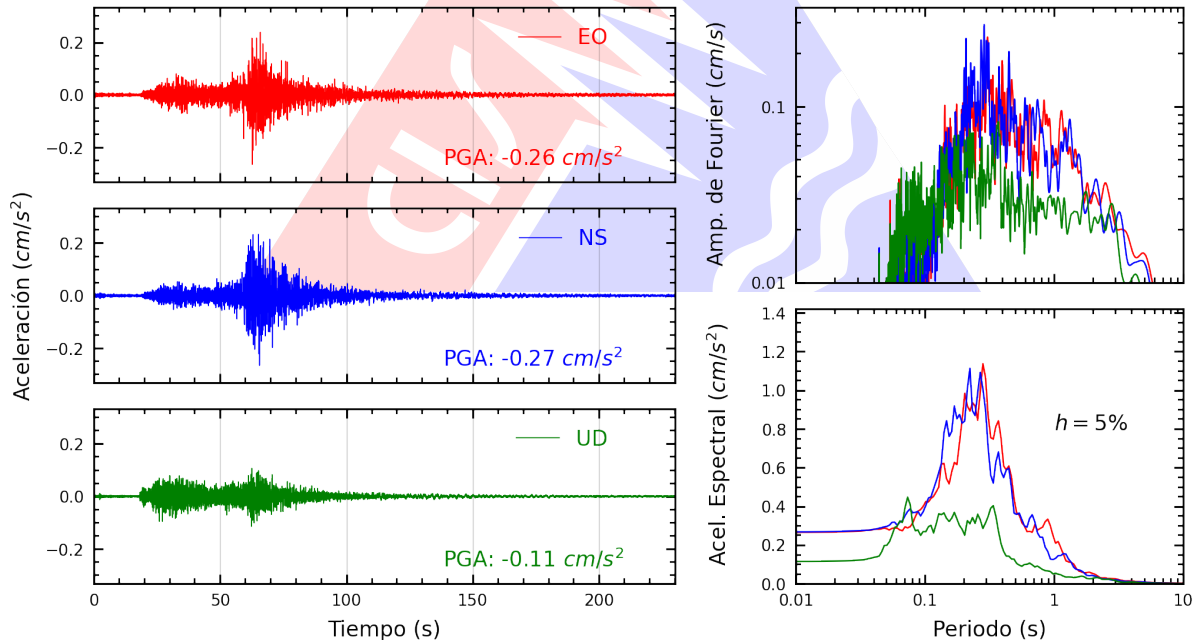 Aceleración (cm/s²)
0.2
0.0
−0.2
EO
PGA: -0.26 cm/s²
0.2
0.0
−0.2
NS
PGA: -0.27 cm/s²
0.2
0.0
−0.2
UD
PGA: -0.11 cm/s²
0 50 100 150 200
Tiempo (s)
Amp. de Fourier (cm/s)
0.1
0.01
Acel. Espectral (cm/s²)
1.4
1.2
1.0
0.8
0.6
0.4
0.2
0.0
h = 5%
0.01 0.1 1 10
Periodo (s)